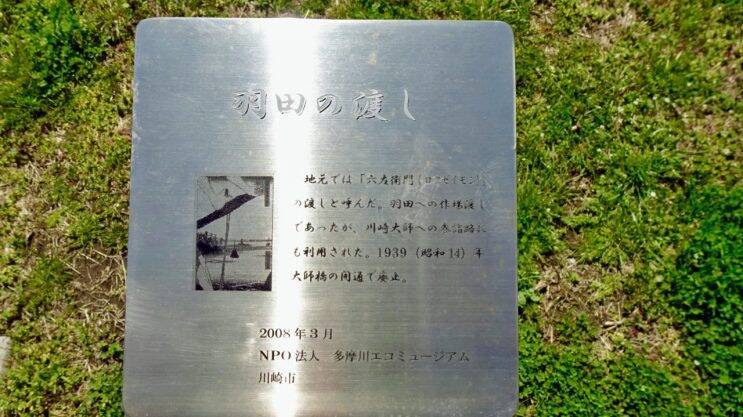 羽田の渡し
地元では「六左衛門(ロクゼイモン)」
の渡しと呼んだ。羽田への作場渡し
であったが、川崎大師への参詣路に
も利用された。1939(昭和14)年
大師橋の開通で廃止。
2008年3月
NPO法人 多摩川エコミュージアム
川崎市